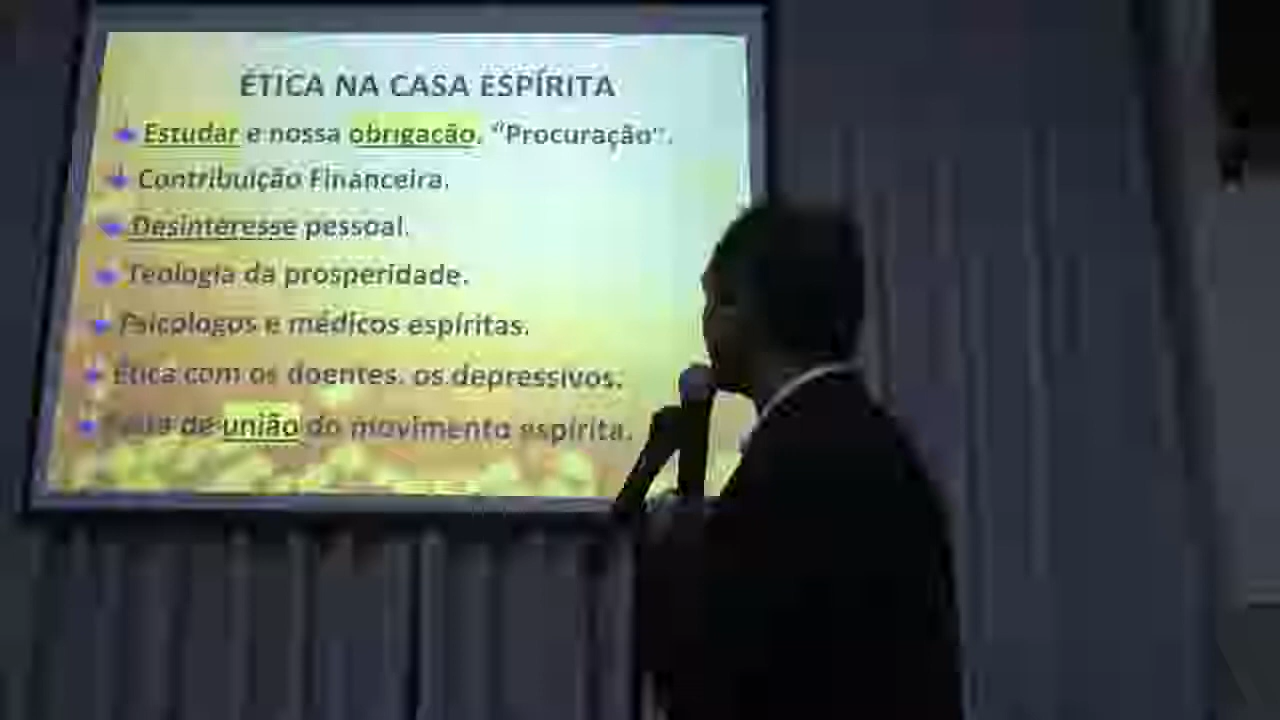 ÉTICA NA CASA ESPÍRITA
Estudar e nossa obrigação. "Procuração".
Contribuição Financeira.
Desinteresse pessoal.
Teologia da prosperidade.
Psicologos e médicos espíritas.
Ética com os doentes. os depressivos.
de união do movimento espírita.